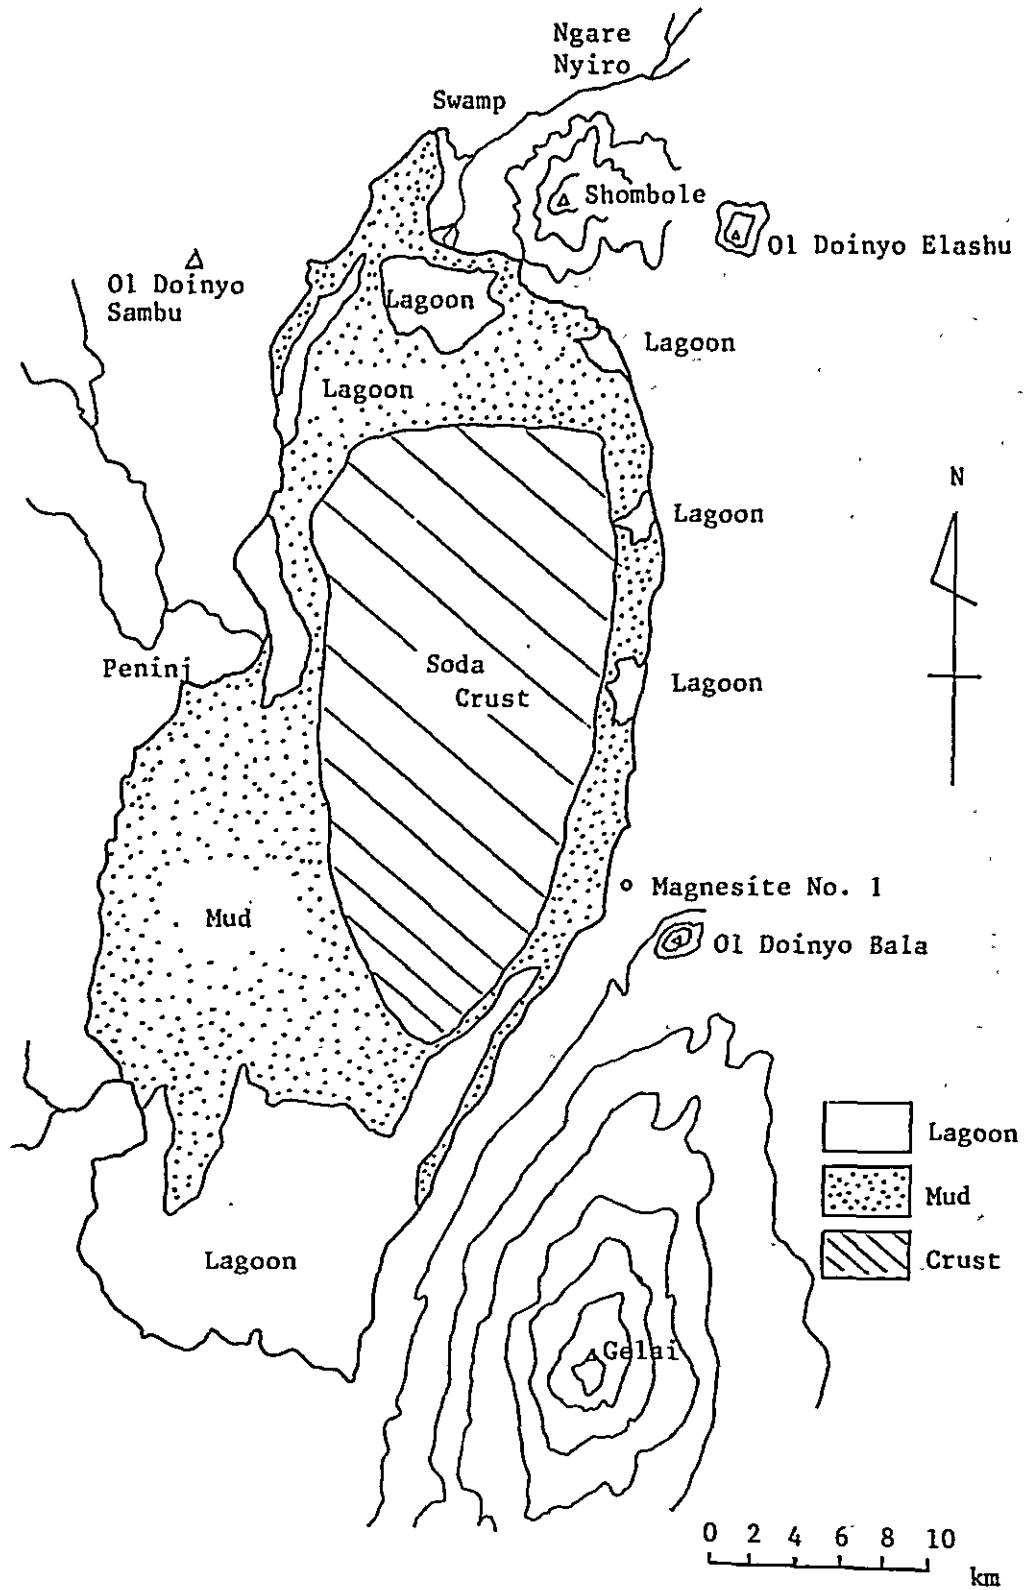 Ngare
Nyiro
Swamp
Shombole
Ol Doinyo Elashu
Ol Doinyo
Sambu
Lagoon
Lagoon
Lagoon
N
Lagoon
Peninj
Soda
Crust
Lagoon
Magnesite No. 1
Mud
Ol Doinyo Bala
Lagoon
Mud
Lagoon
Crust
Gelai
0 2 4 6 8 10
km